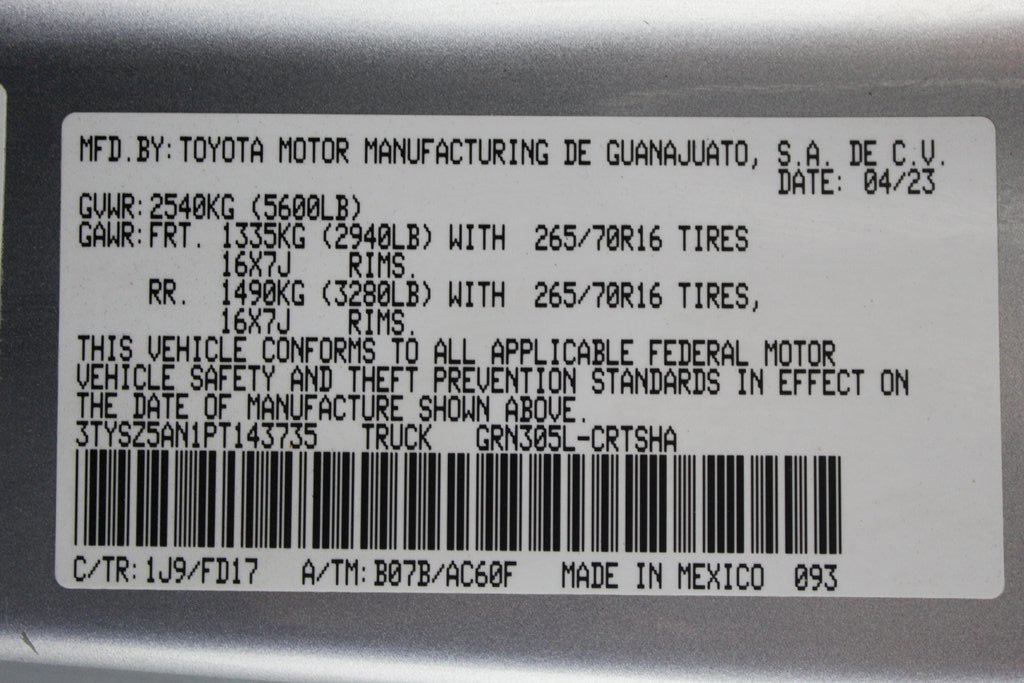 MFD.BY: TOYOTA MOTOR MANUFACTURING DE GUANAJUATO, S.A. DE C.V.
DATE: 04/23
GVWR: 2540KG (5600LB)
GAWR: FRT. 1335KG (2940LB) WITH 265/70R16 TIRES
16X7J RIMS.
RR. 1490KG (3280LB) WITH 265/70R16 TIRES,
16X7J RIMS.
THIS VEHICLE CONFORMS TO ALL APPLICABLE FEDERAL MOTOR
VEHICLE SAFETY AND THEFT PREVENTION STANDARDS IN EFFECT ON
THE DATE OF MANUFACTURE SHOWN ABOVE.
3TYSZ5AN1PT143735 TRUCK GRN305L-CRTSHA
C/TR: 1J9/FD17 A/TM: B07B/AC60F MADE IN MEXICO 093